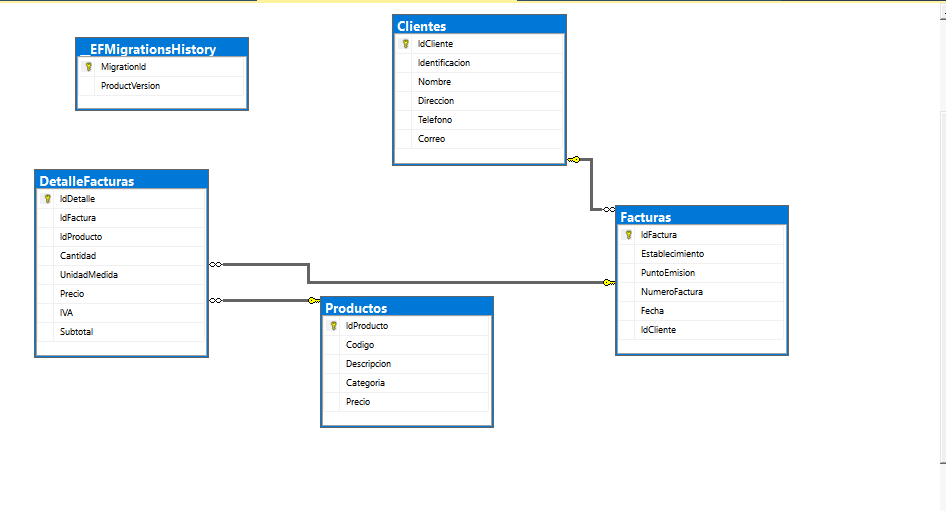 __EFMigrationsHistory
MigrationId
ProductVersion
Clientes
IdCliente
Identificacion
Nombre
Direccion
Telefono
Correo
DetalleFacturas
IdDetalle
IdFactura
IdProducto
Cantidad
UnidadMedida
Precio
IVA
Subtotal
Facturas
IdFactura
Establecimiento
PuntoEmision
NumeroFactura
Fecha
IdCliente
Productos
IdProducto
Codigo
Descripcion
Categoria
Precio